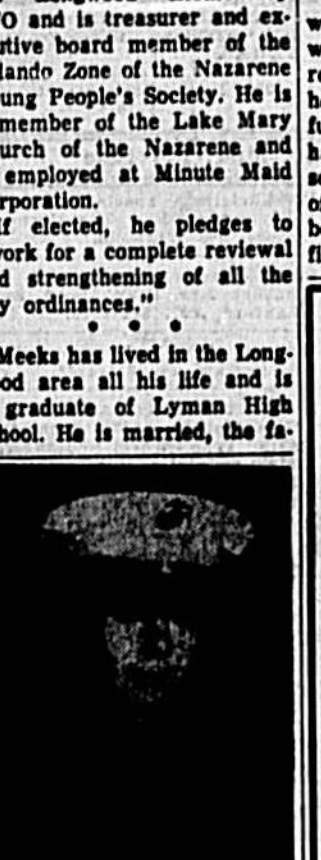 O and is treasurer and ex-
rtive board member of the
lando Zone of the Nazarene
ung People's Society. He is
member of the Lake Mary
urch of the Nazarene and
employed at Minute Maid
rporation.
If elected, he pledges to
work for a complete reviewal
d strengthening of all the
y ordinances."
• • •
Meeks has lived in the Long-
od area all his life and is
graduate of Lyman High
hool. He is married, the fa-